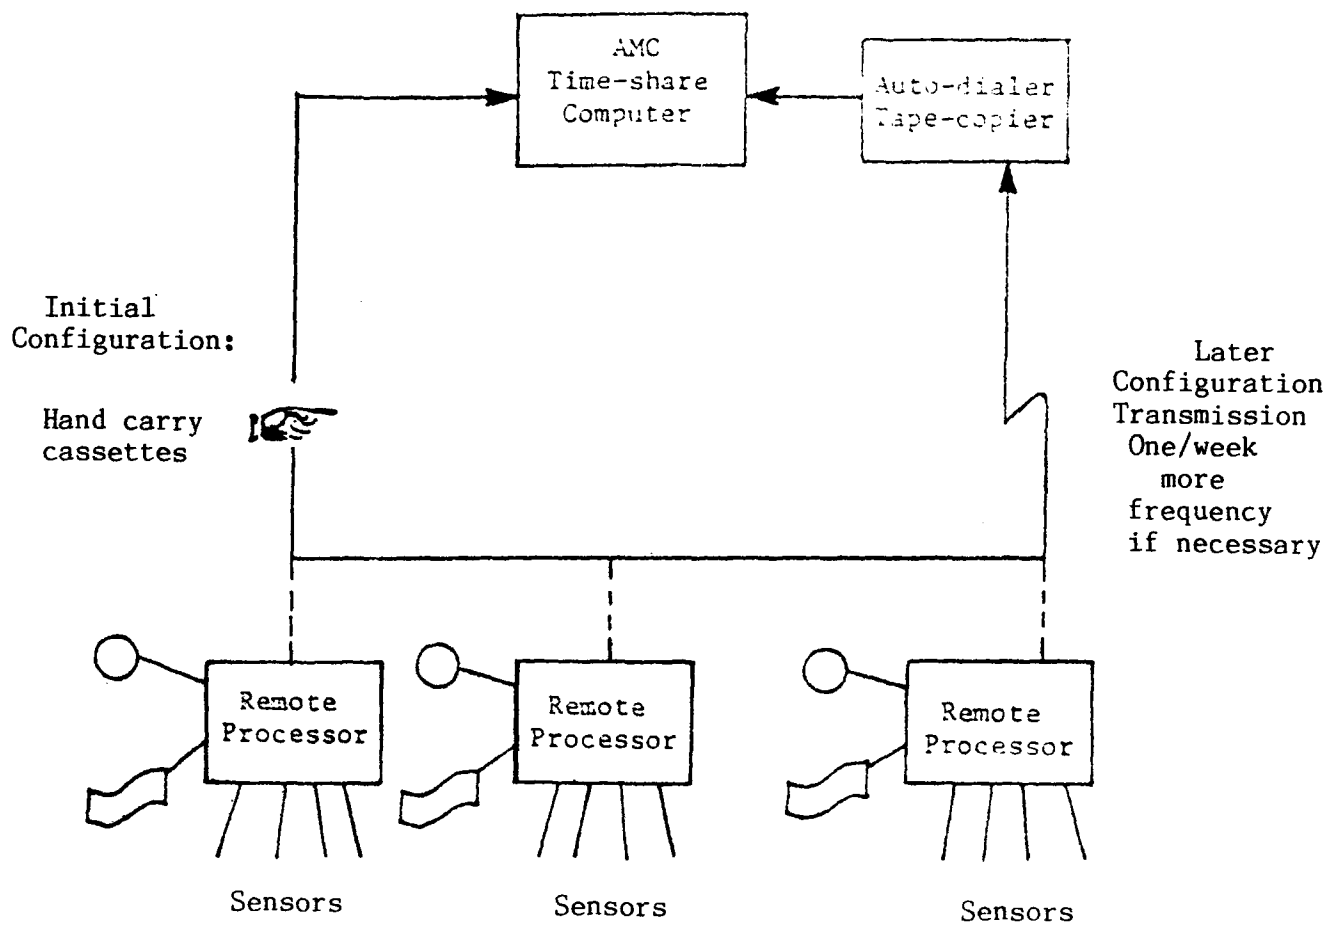 AMC
Time-share
Computer
Auto-dialer
Tape-copier
Initial
Configuration:
Hand carry
cassettes
Later
Configuration
Transmission
One/week
more
frequency
if necessary
Remote
Processor
Remote
Processor
Remote
Processor
Sensors
Sensors
Sensors